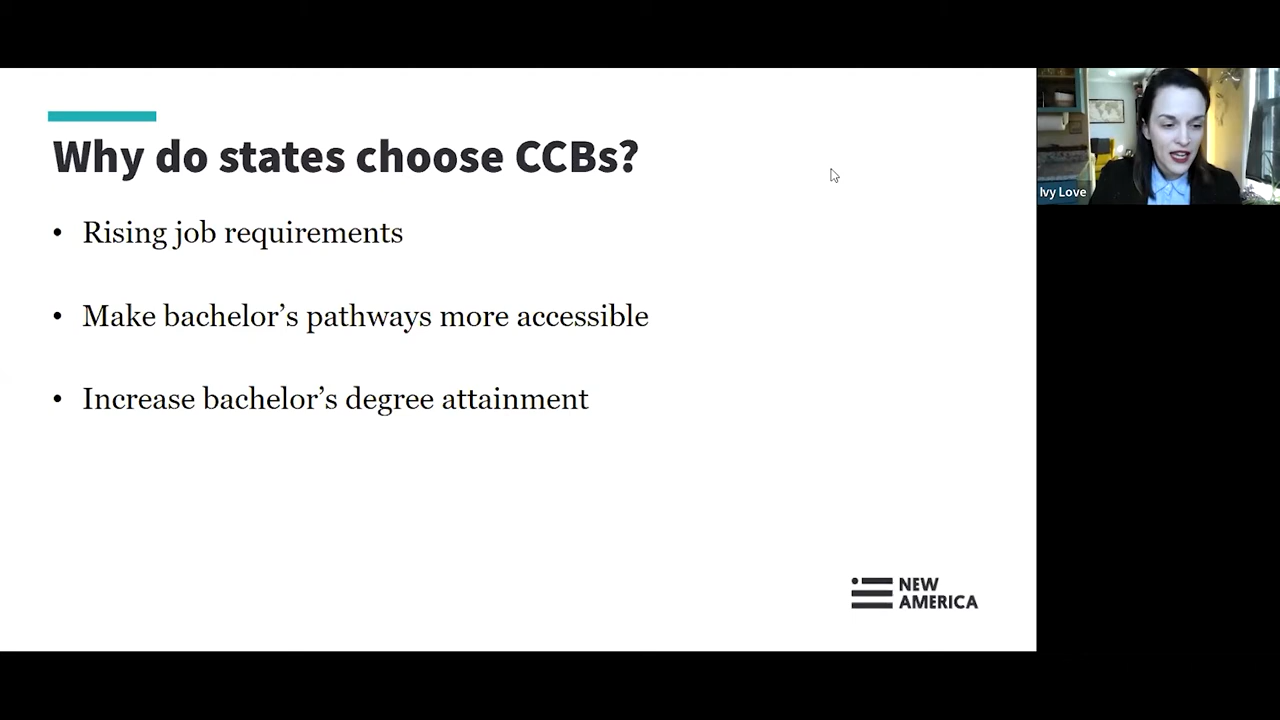 Why do states choose CCBs?
• Rising job requirements
• Make bachelor’s pathways more accessible
• Increase bachelor’s degree attainment
NEW
AMERICA
Ivy Love